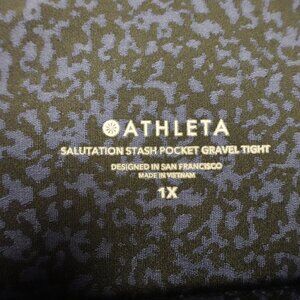 ATHLETA
SALUTATION STASH POCKET GRAVEL TIGHT
DESIGNED IN SAN FRANCISCO
MADE IN VIETNAM
1X